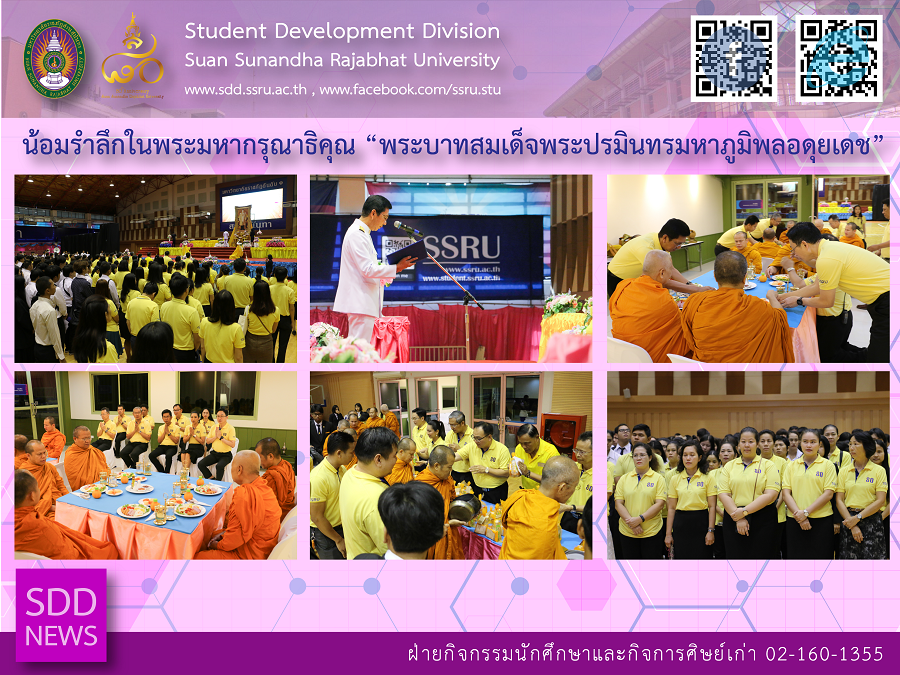 Student Development Division
Suan Sunandha Rajabhat University
www.sdd.ssru.ac.th , www.facebook.com/ssru.stu
น้อมรำลึกในพระมหากรุณาธิคุณ “พระบาทสมเด็จพระปรมินทรมหาภูมิพลอดุยเดช”
SSRU
www.ssru.ac.th
www.student.ssru.ac.th
SDD
NEWS
ฝ่ายกิจกรรมนักศึกษาและกิจการศิษย์เก่า 02-160-1355